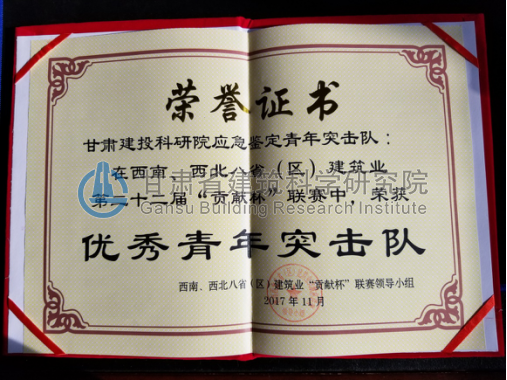 荣誉证书
甘肃建投科研院应急鉴定青年突击队：
在西南、西北八省（区）建筑业
第二十二届“贡献杯”联赛中，荣获
优秀青年突击队
西南、西北八省（区）建筑业“贡献杯”联赛领导小组
2017年11月
甘肃省建筑科学研究院
Gansu Building Research Institute